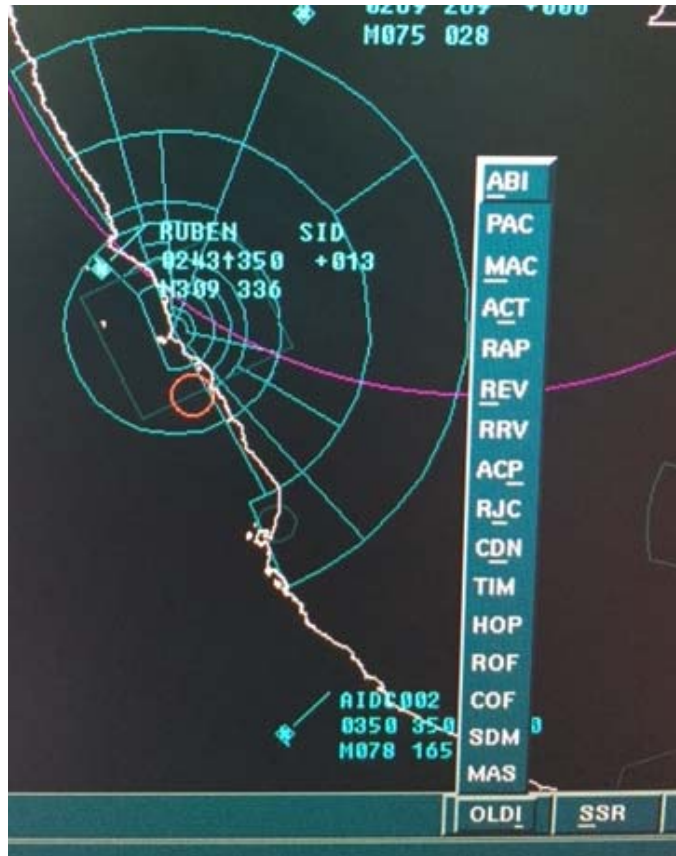 M075 028
ABI
PAC
MAC
ACT
RAP
REV
RRV
ACP
RJC
CDN
TIM
HOP
ROF
COF
SDM
MAS
OLDI
SSR
RUBEN SID
0243↑350 +013
N309 336
AIDC002
0350 350
M078 165